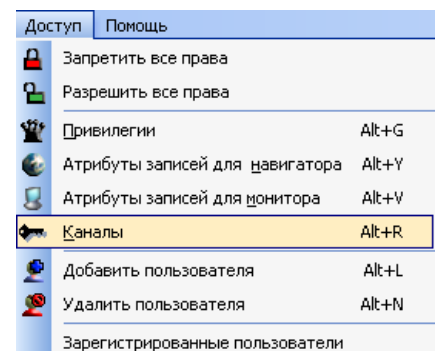 Доступ Помощь
Запретить все права
Разрешить все права
Привилегии Alt+G
Атрибуты записей для навигатора Alt+Y
Атрибуты записей для монитора Alt+V
Каналы Alt+R
Добавить пользователя Alt+L
Удалить пользователя Alt+N
Зарегистрированные пользователи